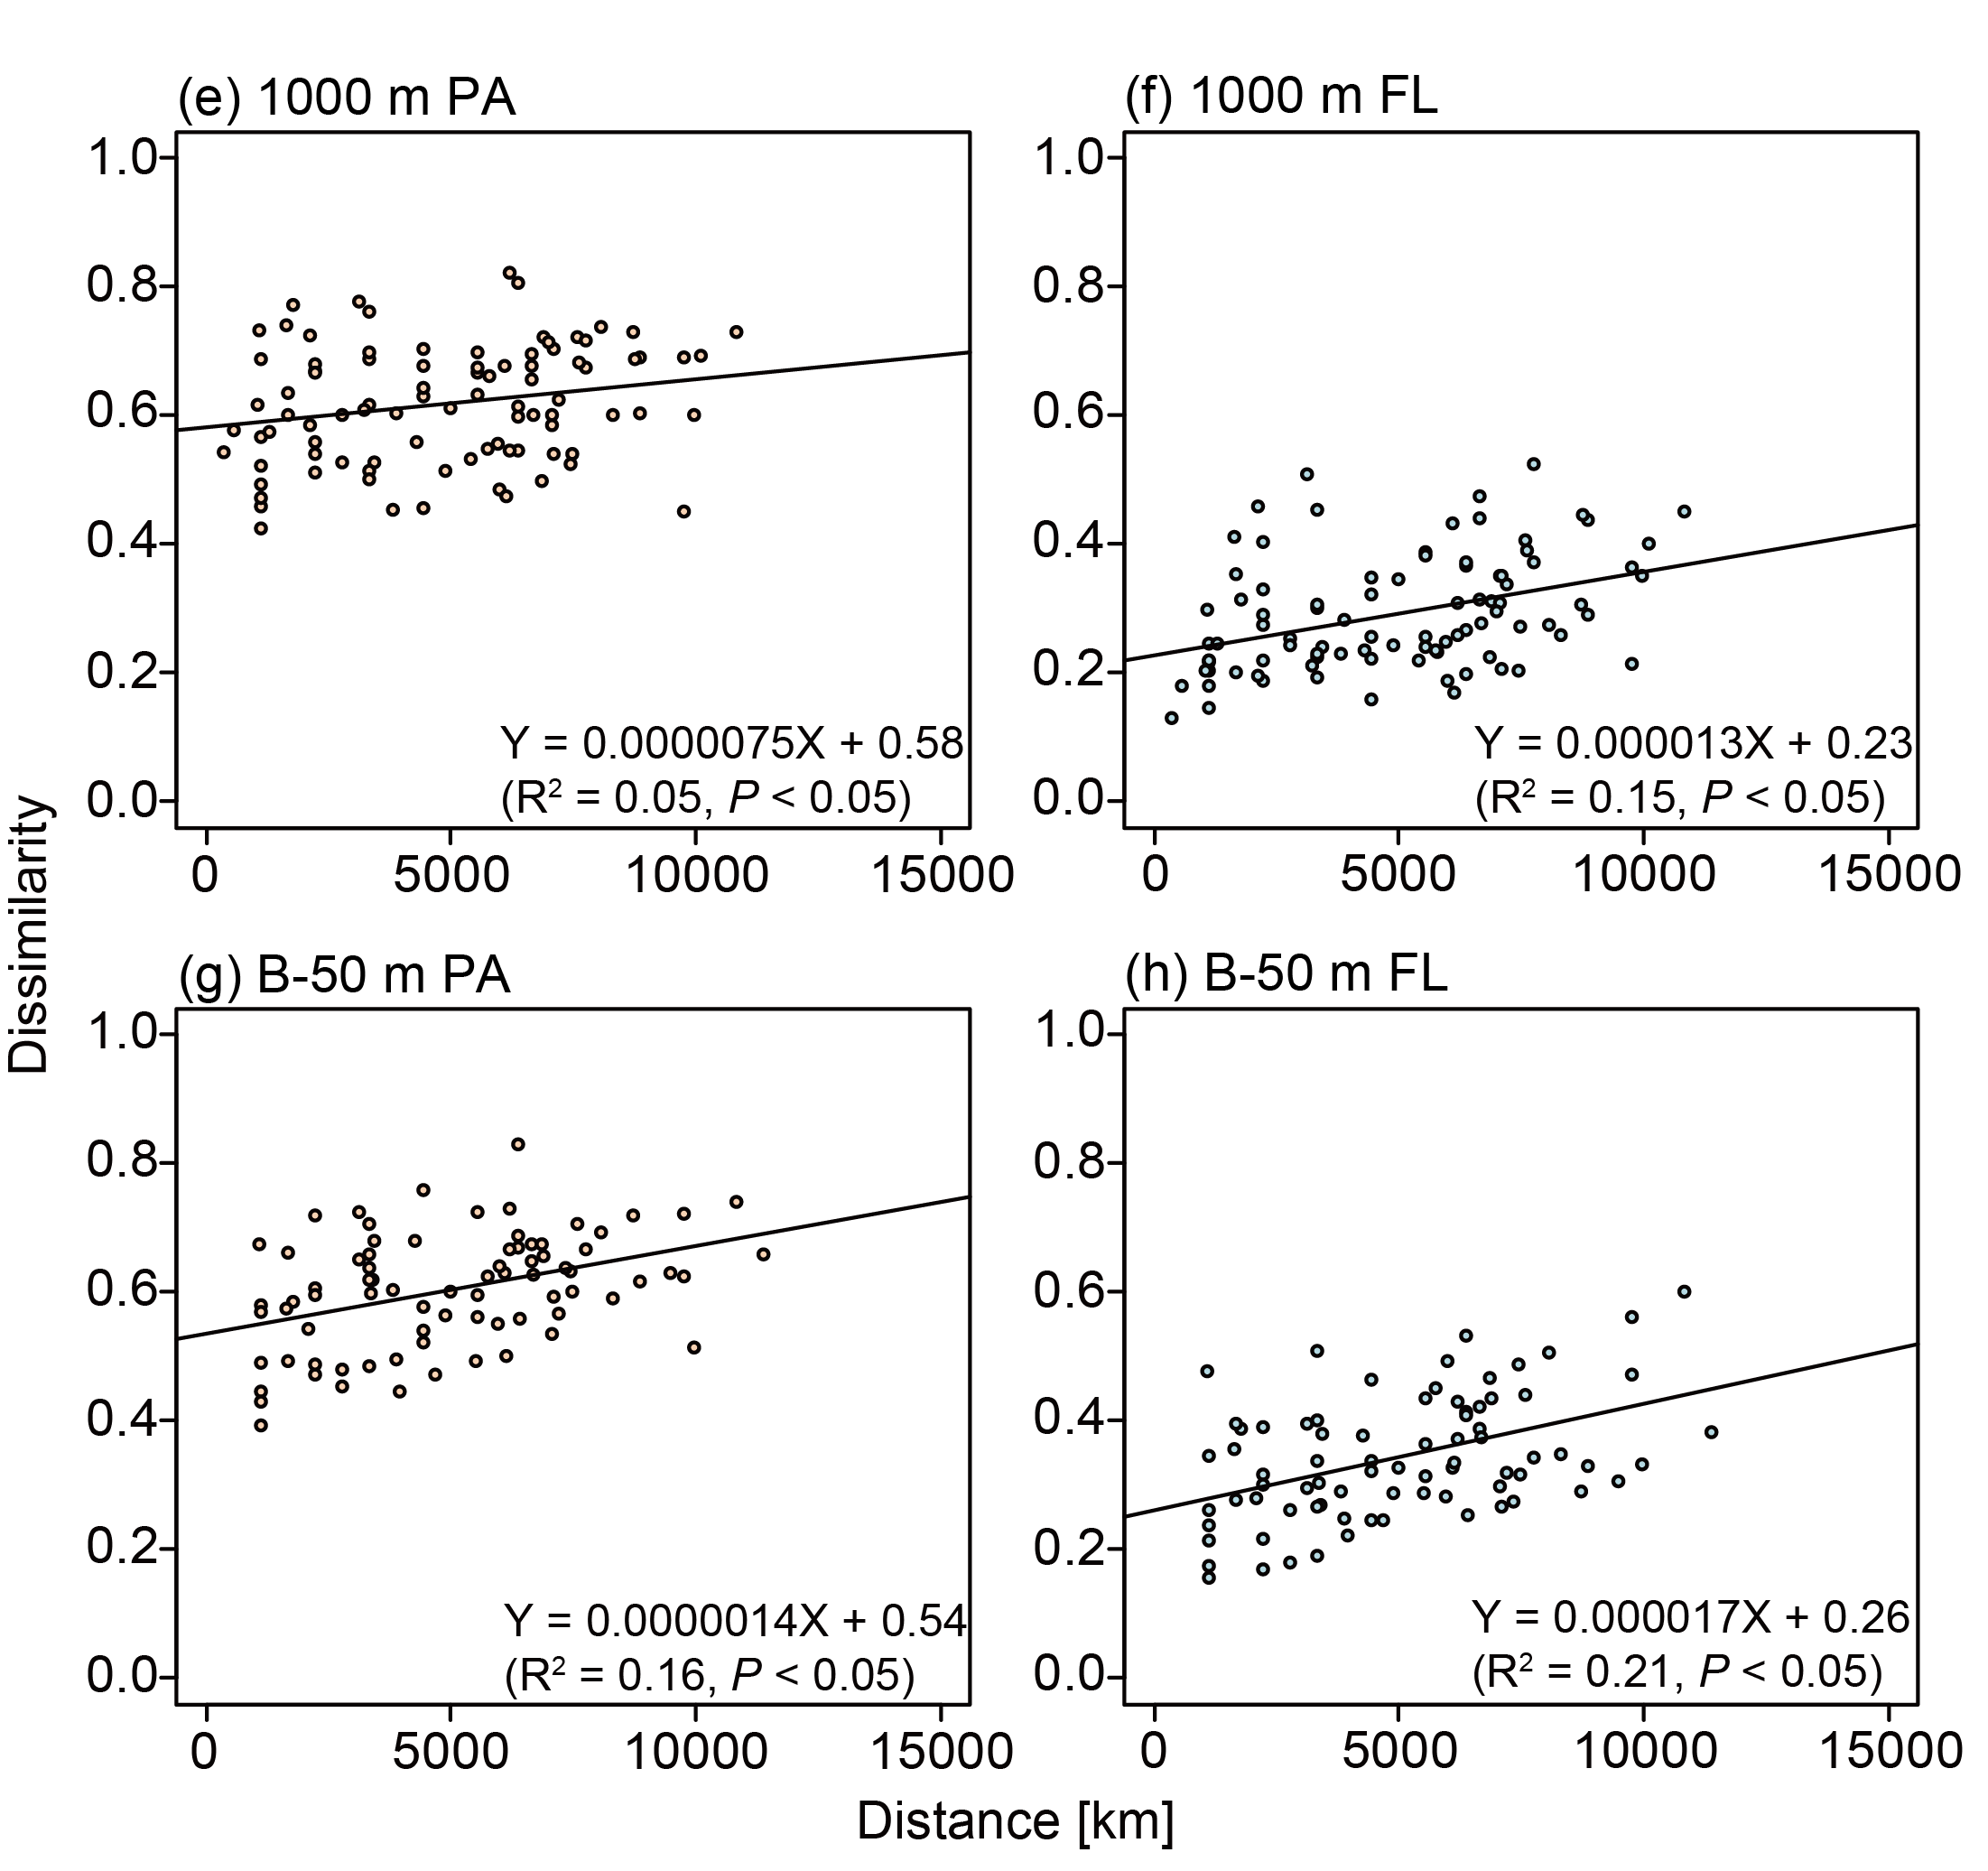 (e) 1000 m PA
1.0
0.8
0.6
0.4
0.2
0.0
Y = 0.0000075X + 0.58
(R² = 0.05, P < 0.05)
0 5000 10000 15000
(f) 1000 m FL
1.0
0.8
0.6
0.4
0.2
0.0
Y = 0.000013X + 0.23
(R² = 0.15, P < 0.05)
0 5000 10000 15000
Dissimilarity
(g) B-50 m PA
1.0
0.8
0.6
0.4
0.2
0.0
Y = 0.0000014X + 0.54
(R² = 0.16, P < 0.05)
0 5000 10000 15000
(h) B-50 m FL
1.0
0.8
0.6
0.4
0.2
0.0
Y = 0.000017X + 0.26
(R² = 0.21, P < 0.05)
0 5000 10000 15000
Distance [km]